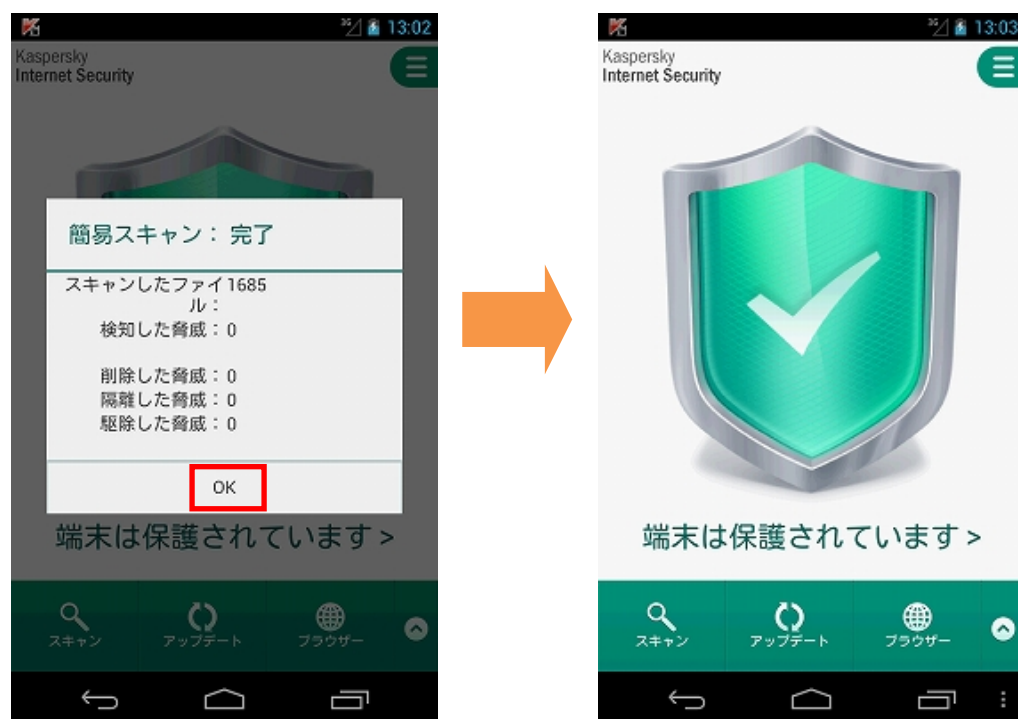 13:02
Kaspersky
Internet Security
簡易スキャン： 完了
スキャンしたファイ1685
ル：
検知した脅威：0
削除した脅威：0
隔離した脅威：0
駆除した脅威：0
OK
端末は保護されています >
スキャン
アップデート
ブラウザー
3G
13:03
Kaspersky
Internet Security
端末は保護されています >
スキャン
アップデート
ブラウザー